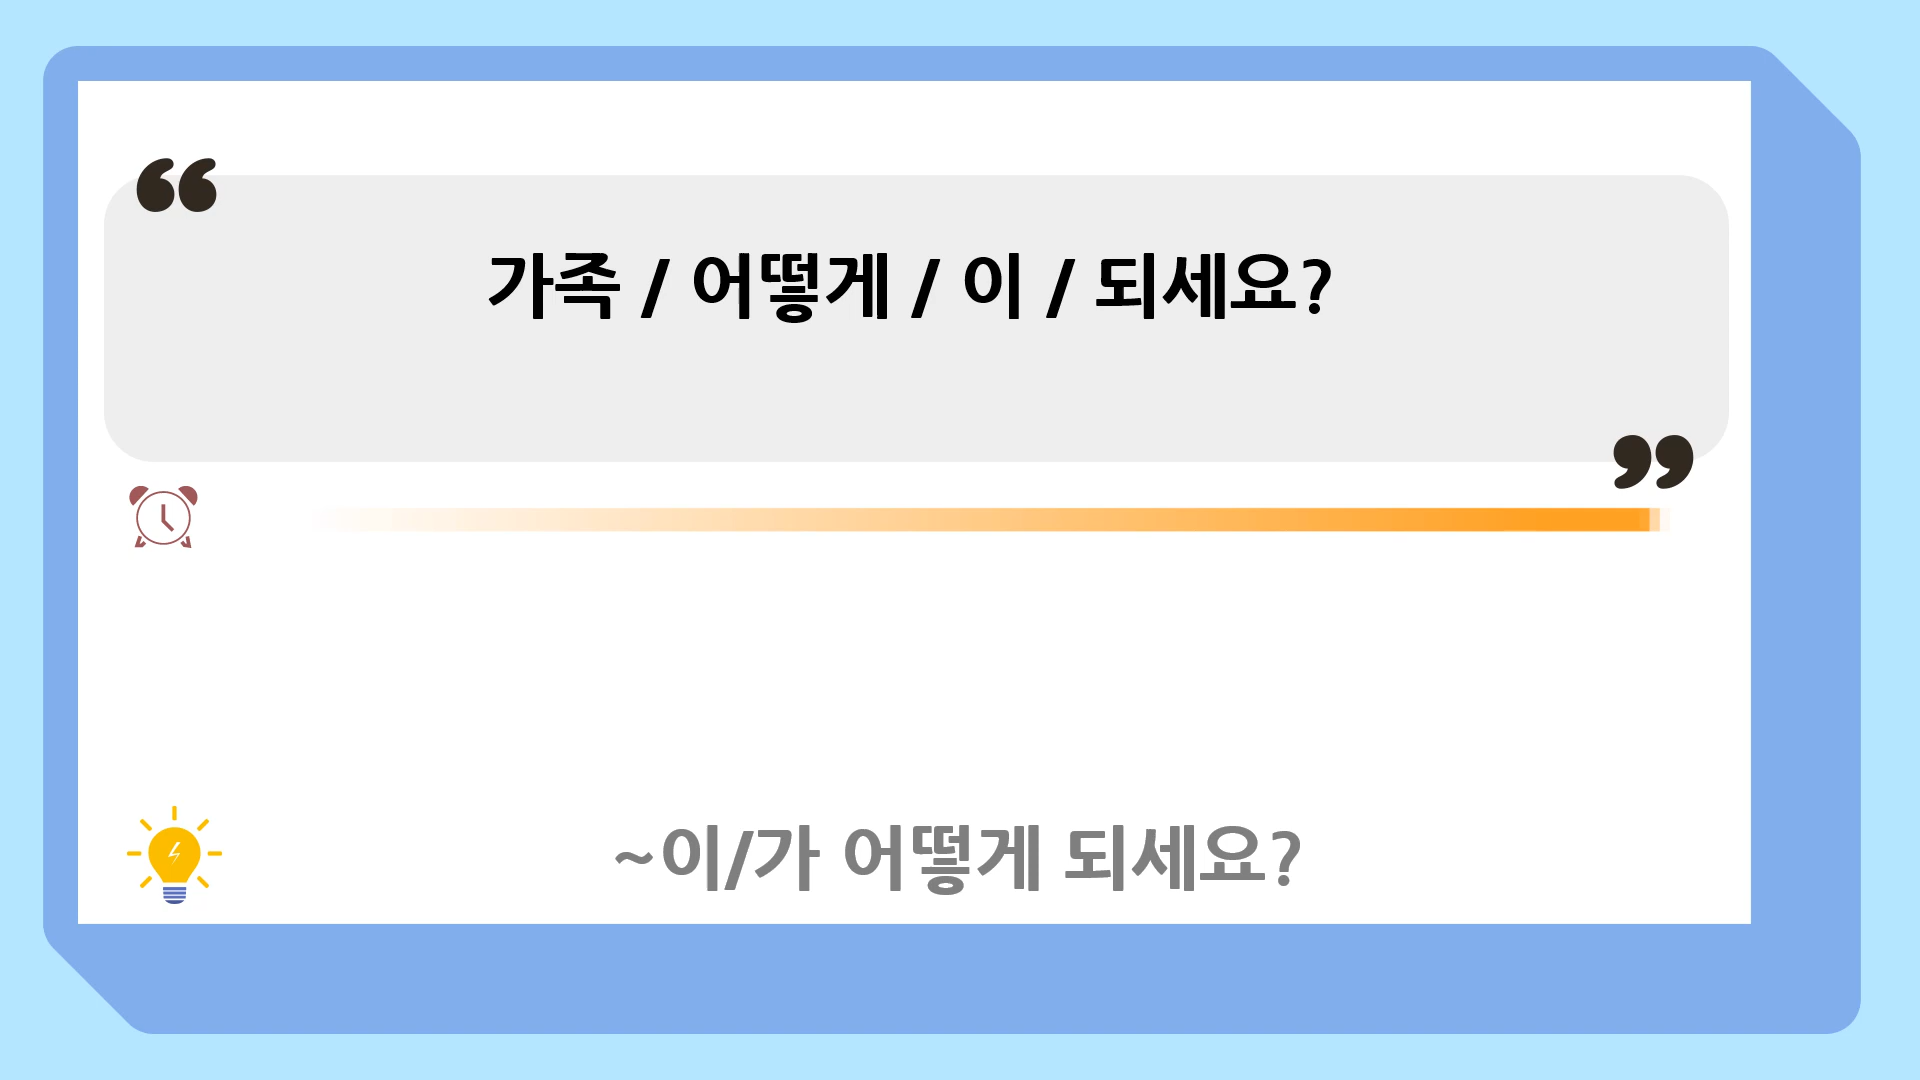 가족 / 어떻게 / 이 / 되세요?
~이/가 어떻게 되세요?